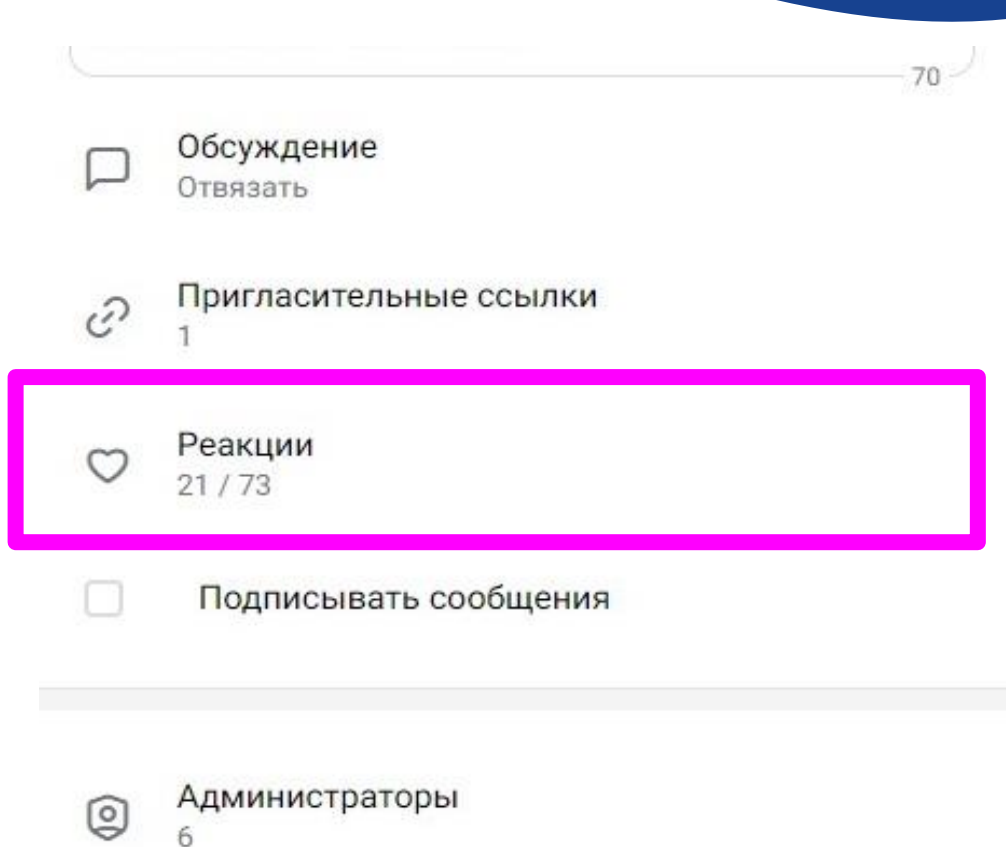 70
Обсуждение
Отвязать
Пригласительные ссылки
1
Реакции
21 / 73
Подписывать сообщения
Администраторы
6